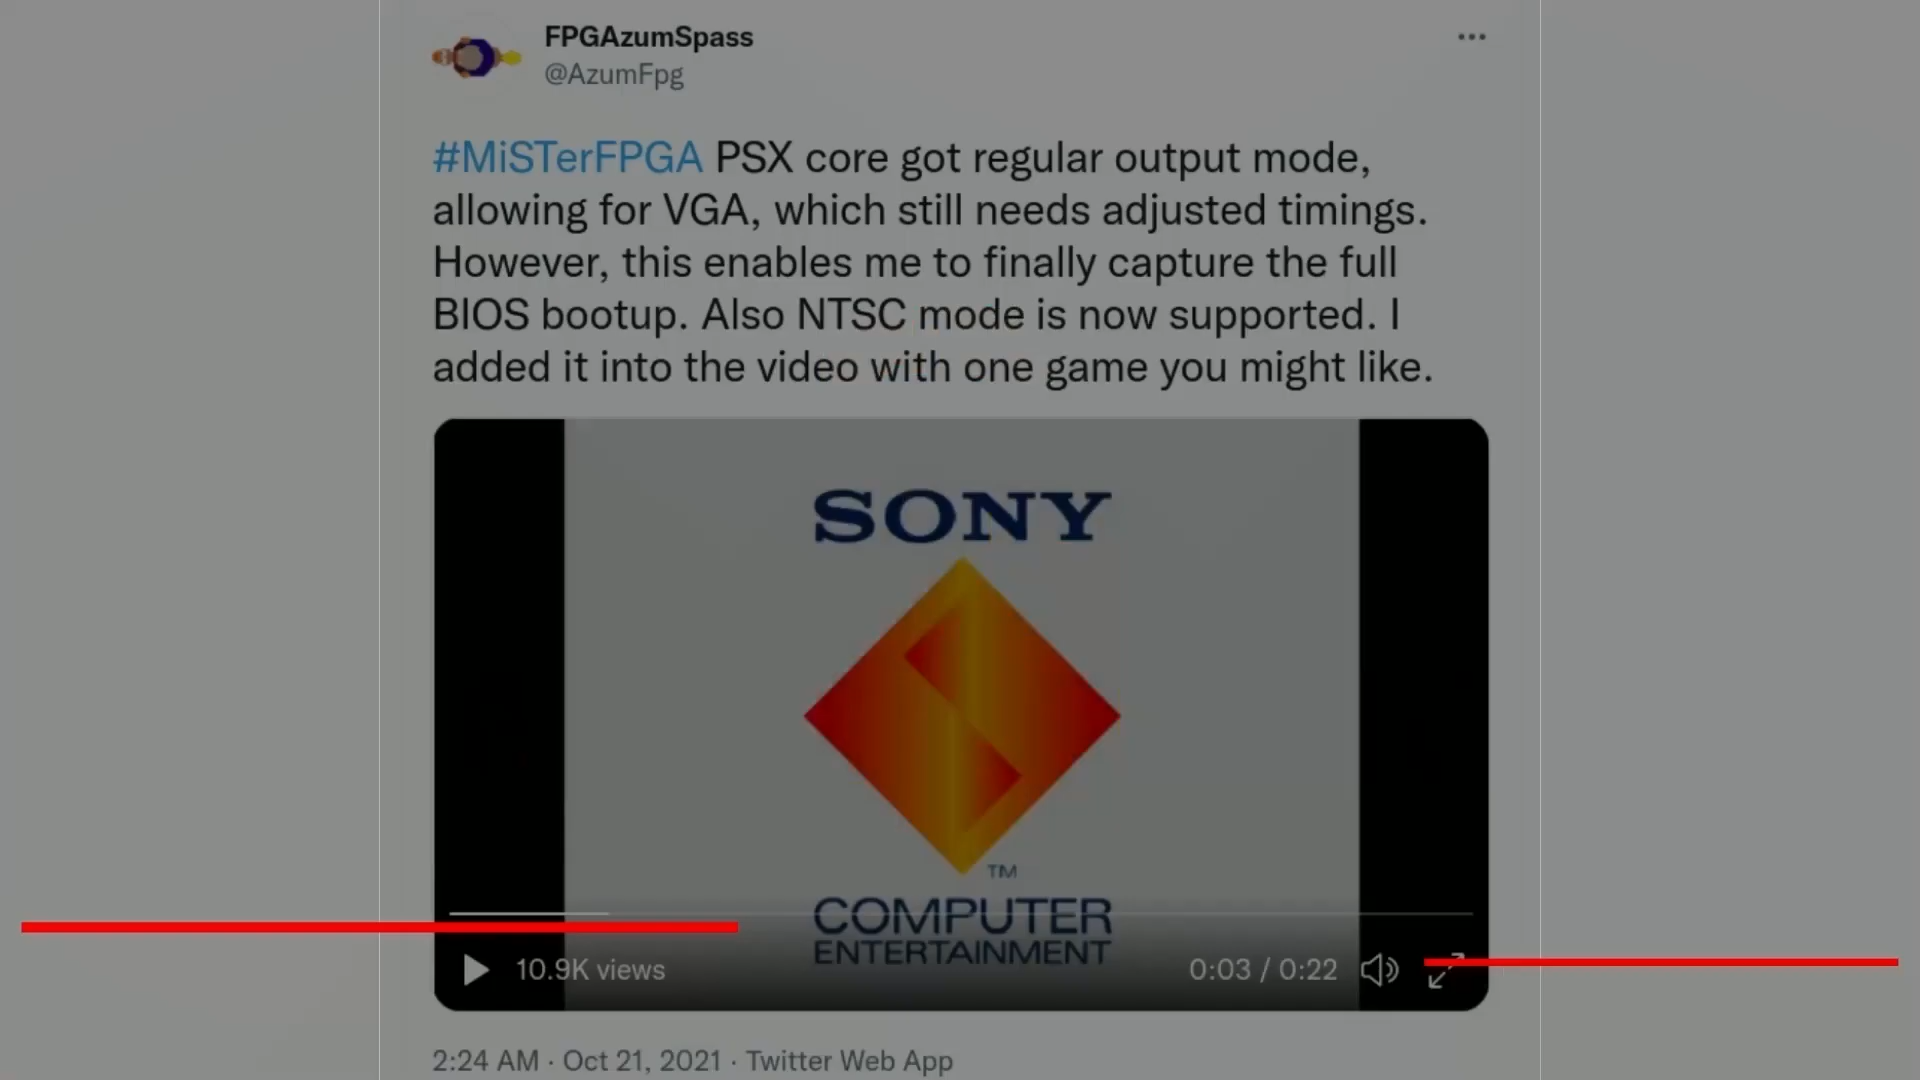 FPGAzumSpass
@AzumFpg
#MiSTerFPGA PSX core got regular output mode,
allowing for VGA, which still needs adjusted timings.
However, this enables me to finally capture the full
BIOS bootup. Also NTSC mode is now supported. I
added it into the video with one game you might like.
SONY
TM
COMPUTER
ENTERTAINMENT
10.9K views
0:03 / 0:22
2:24 AM · Oct 21, 2021 · Twitter Web App